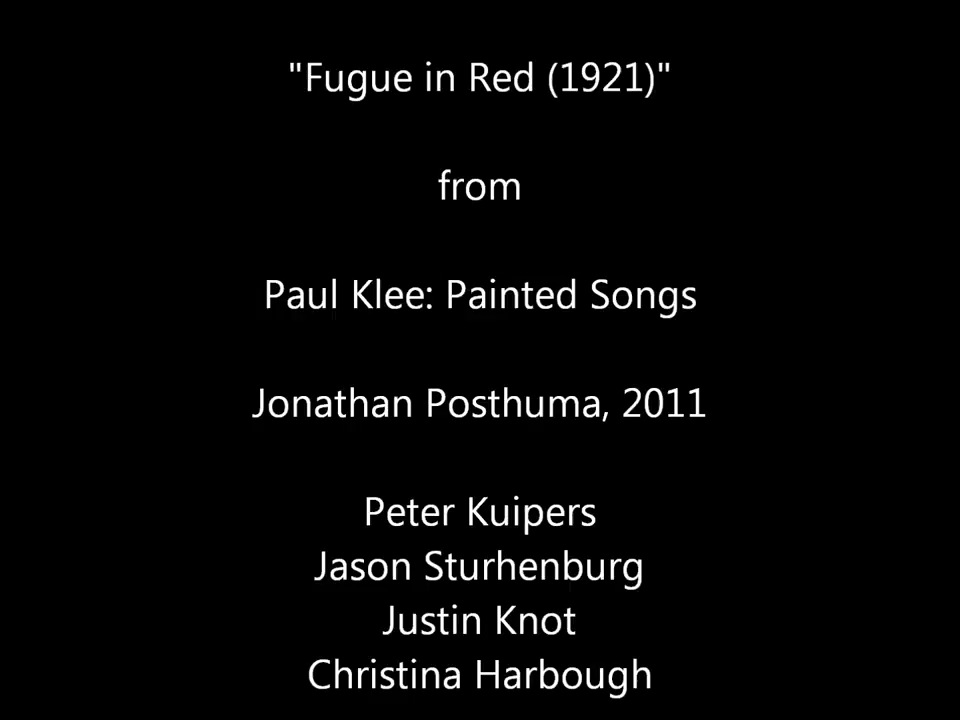 "Fugue in Red (1921)"
from
Paul Klee: Painted Songs
Jonathan Posthuma, 2011
Peter Kuipers
Jason Sturhenburg
Justin Knot
Christina Harbough